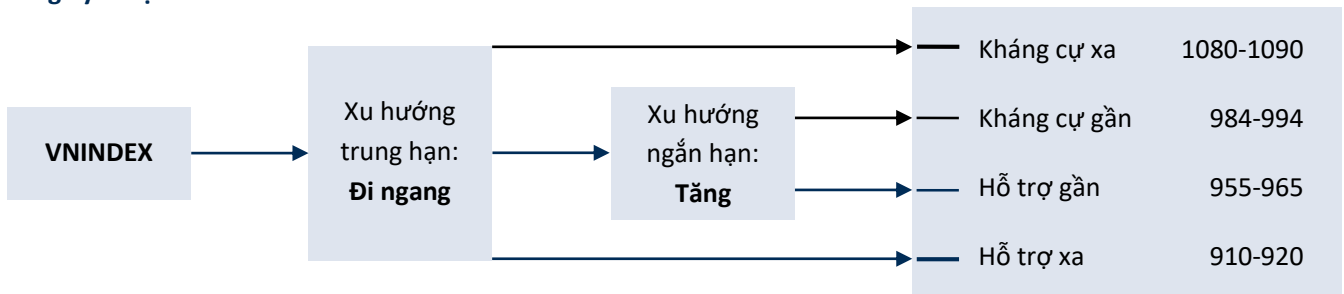 VNINDEX
Xu hướng
trung hạn:
Đi ngang
Xu hướng
ngắn hạn:
Tăng
Kháng cự xa 1080-1090
Kháng cự gần 984-994
Hỗ trợ gần 955-965
Hỗ trợ xa 910-920